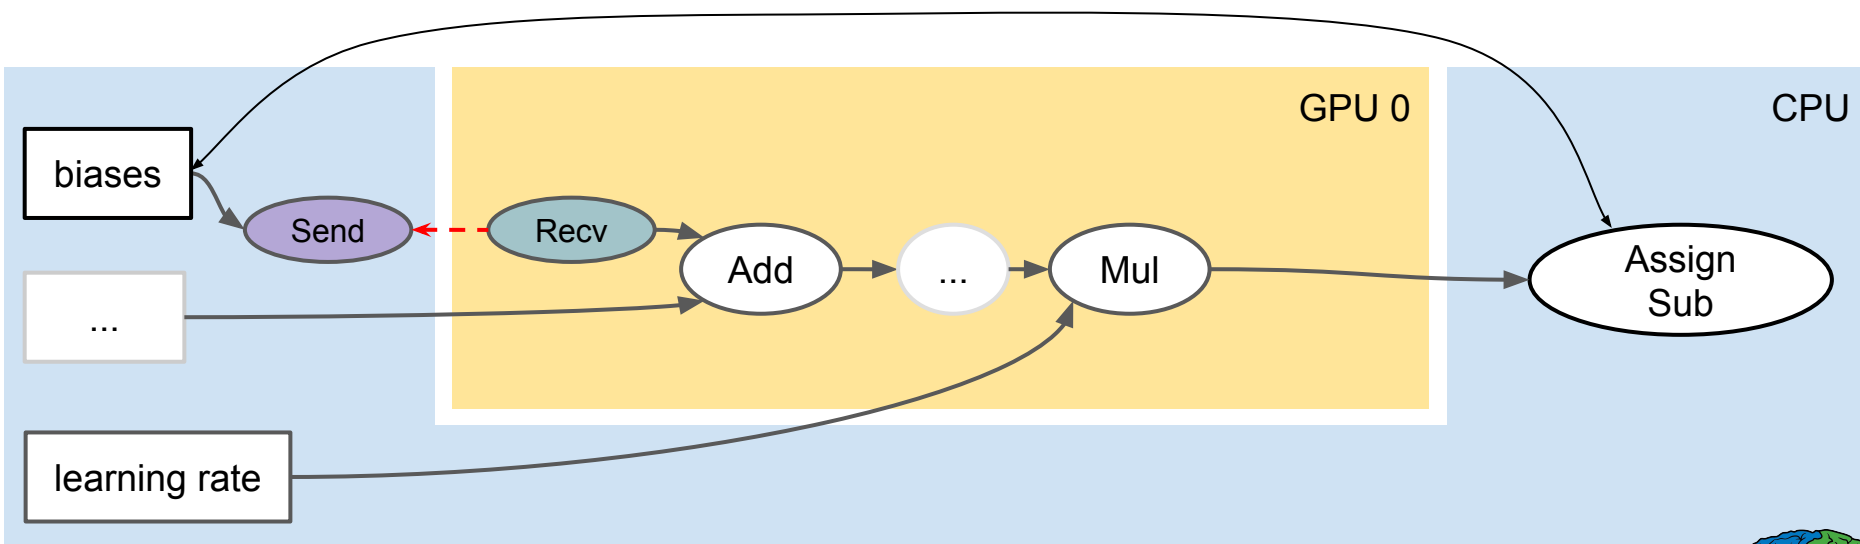 GPU 0
CPU
biases
Send
Recv
Add
...
Mul
Assign
Sub
...
learning rate